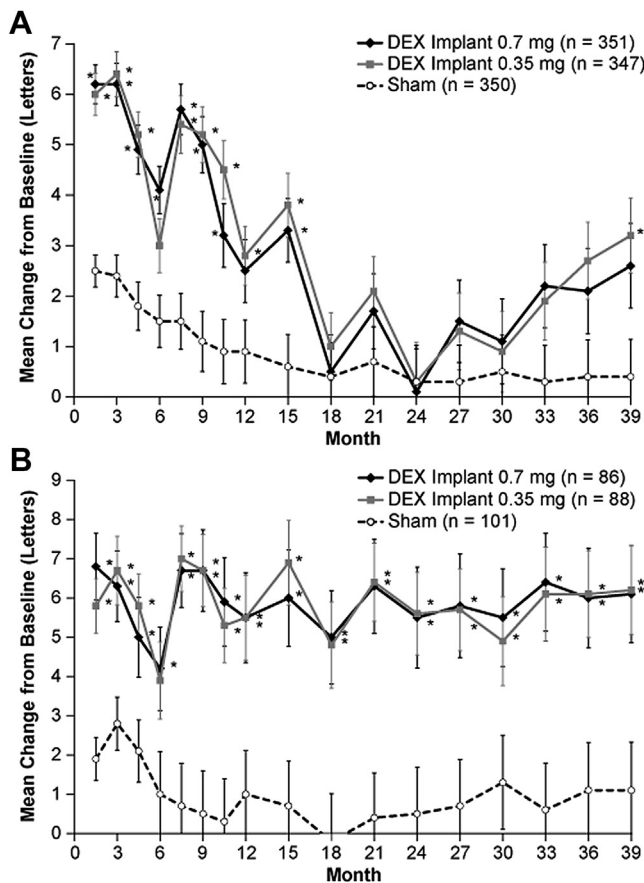 A
Mean Change from Baseline (Letters)
7
6
5
4
3
2
1
0
DEX Implant 0.7 mg (n = 351)
DEX Implant 0.35 mg (n = 347)
Sham (n = 350)
0 3 6 9 12 15 18 21 24 27 30 33 36 39
Month
B
Mean Change from Baseline (Letters)
9
8
7
6
5
4
3
2
1
0
DEX Implant 0.7 mg (n = 86)
DEX Implant 0.35 mg (n = 88)
Sham (n = 101)
0 3 6 9 12 15 18 21 24 27 30 33 36 39
Month